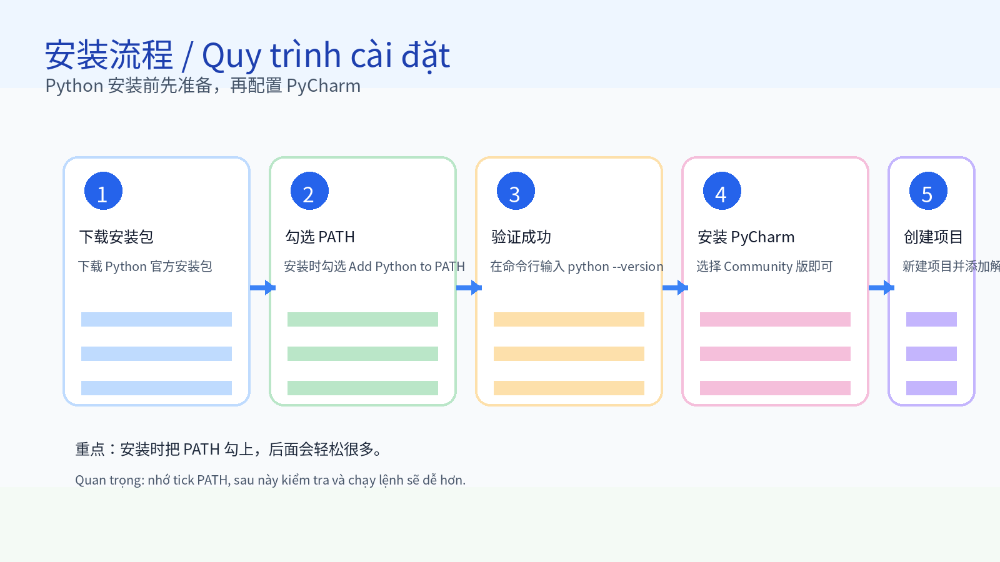 安装流程 / Quy trình cài đặt
Python 安装前先准备，再配置 PyCharm
1
下载安装包
下载 Python 官方安装包
2
勾选 PATH
安装时勾选 Add Python to PATH
3
验证成功
在命令行输入 python --version
4
安装 PyCharm
选择 Community 版即可
5
创建项目
新建项目并添加解
重点：安装时把 PATH 勾上，后面会轻松很多。
Quan trọng: nhớ tick PATH, sau này kiểm tra và chạy lệnh sẽ dễ hơn.